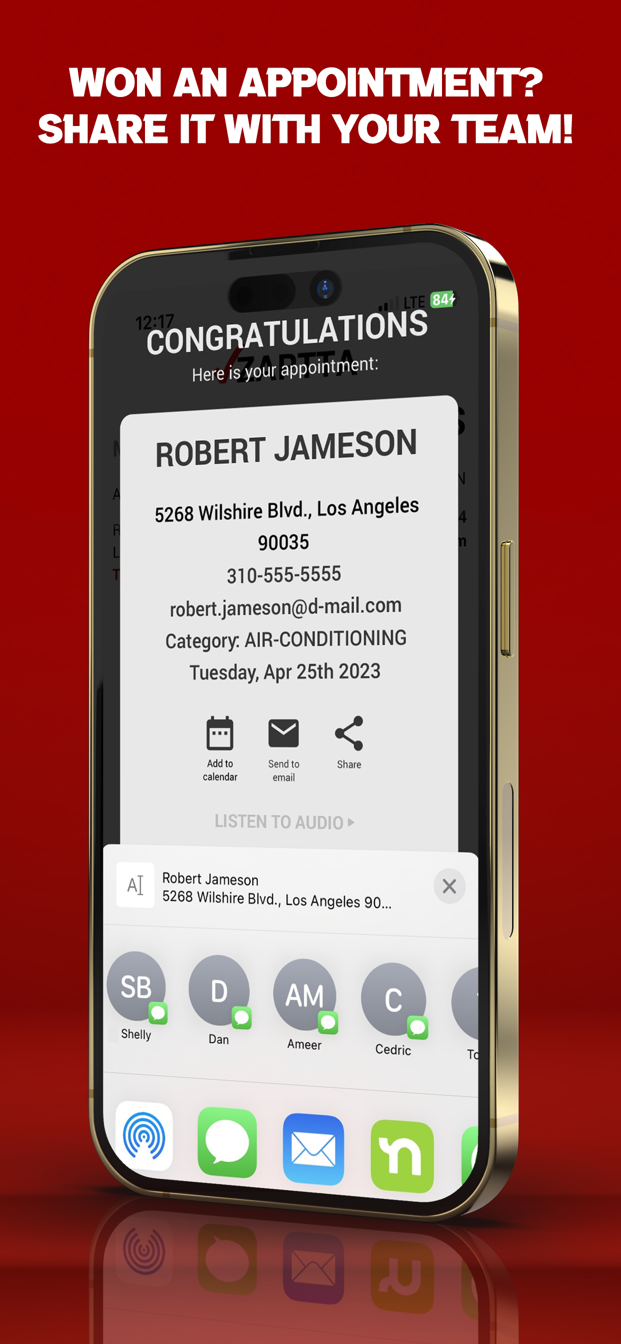 WON AN APPOINTMENT?
SHARE IT WITH YOUR TEAM!
12:17
LTE 84
CONGRATULATIONS
ZARTTA
Here is your appointment:
ROBERT JAMESON
5268 Wilshire Blvd., Los Angeles
90035
310-555-5555
robert.jameson@d-mail.com
Category: AIR-CONDITIONING
Tuesday, Apr 25th 2023
Add to
calendar
Send to
email
Share
LISTEN TO AUDIO
Robert Jameson
5268 Wilshire Blvd., Los Angeles 90...
SB
D
AM
C
Shelly
Dan
Ameer
Cedric